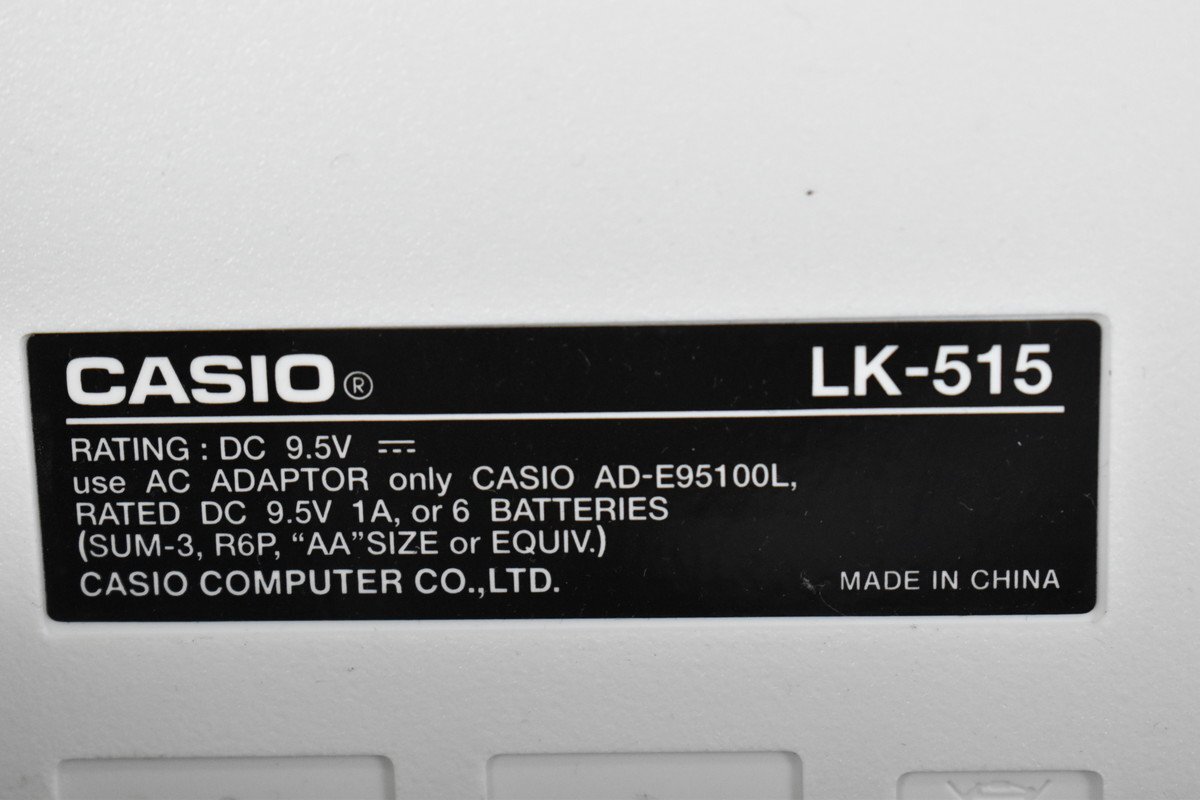 CASIO® LK-515
RATING : DC 9.5V ⎓
use AC ADAPTOR only CASIO AD-E95100L,
RATED DC 9.5V 1A, or 6 BATTERIES
(SUM-3, R6P, “AA”SIZE or EQUIV.)
CASIO COMPUTER CO.,LTD. MADE IN CHINA